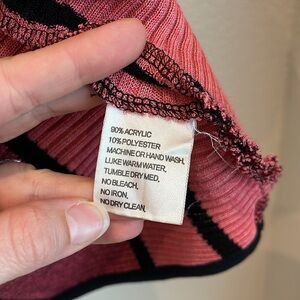 90% ACRYLIC
10% POLYESTER
MACHINE OR HAND WASH.
LUKE WARM WATER.
TUMBLE DRY MED.
NO BLEACH.
NO IRON.
NO DRY CLEAN.